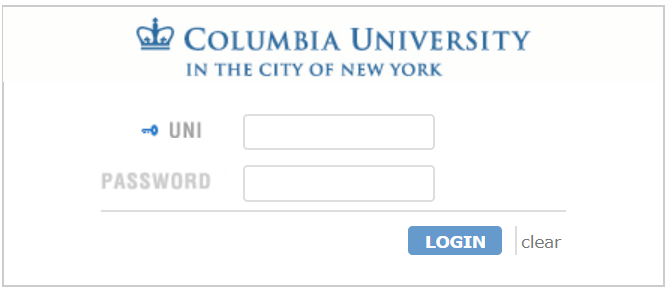 COLUMBIA UNIVERSITY
IN THE CITY OF NEW YORK
UNI
PASSWORD
LOGIN clear